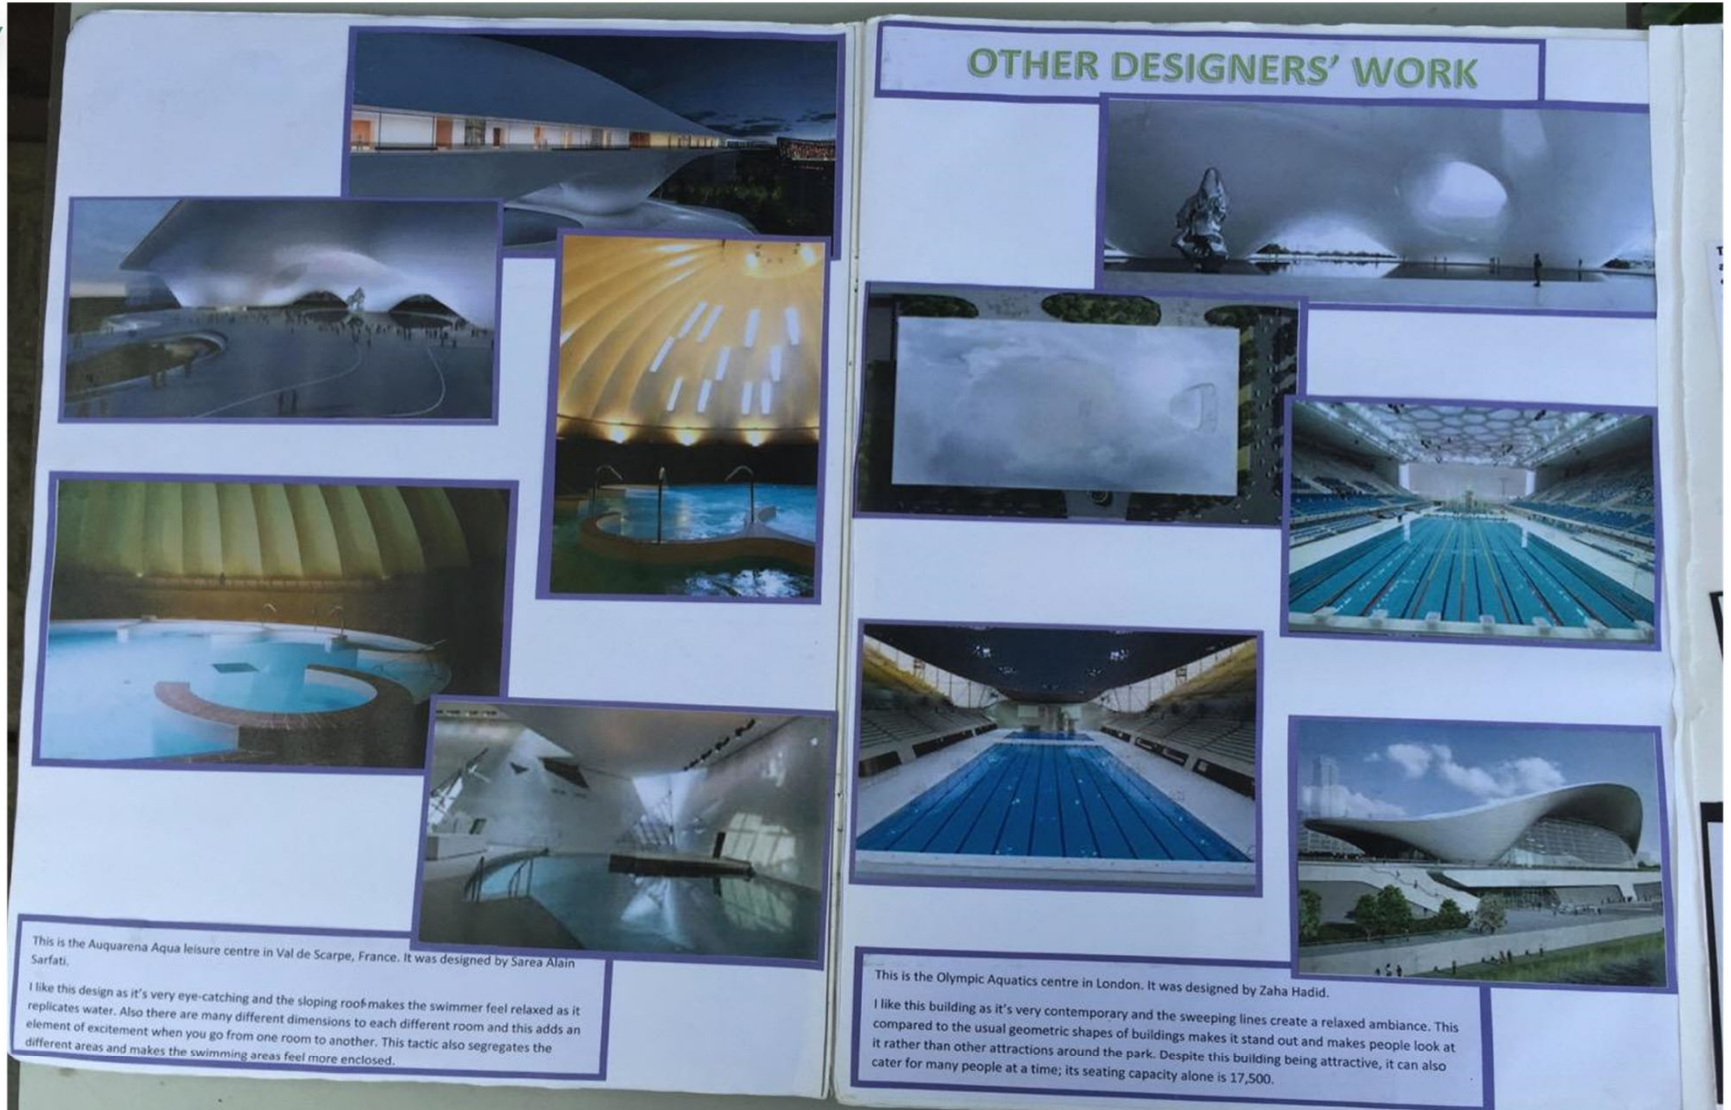 This is the Auquarena Aqua leisure centre in Val de Scarpe, France. It was designed by Sarea Alain
Sarfati.
I like this design as it's very eye-catching and the sloping roof makes the swimmer feel relaxed as it
replicates water. Also there are many different dimensions to each different room and this adds an
element of excitement when you go from one room to another. This tactic also segregates the
different areas and makes the swimming areas feel more enclosed.
OTHER DESIGNERS' WORK
This is the Olympic Aquatics centre in London. It was designed by Zaha Hadid.
I like this building as it's very contemporary and the sweeping lines create a relaxed ambiance. This
compared to the usual geometric shapes of buildings makes it stand out and makes people look at
it rather than other attractions around the park. Despite this building being attractive, it can also
cater for many people at a time; its seating capacity alone is 17,500.